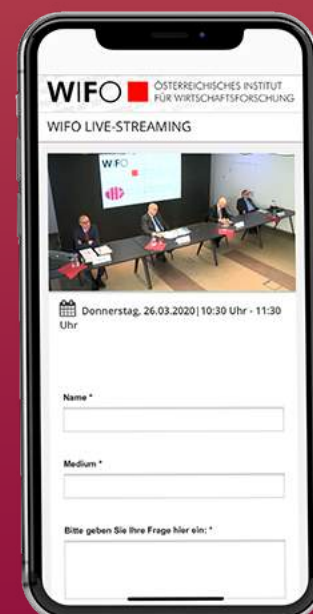 WIFO ÖSTERREICHISCHES INSTITUT
FÜR WIRTSCHAFTSFORSCHUNG
WIFO LIVE-STREAMING
WIFO
Donnerstag, 26.03.2020|10:30 Uhr - 11:30
Uhr
Name *
Medium *
Bitte geben Sie Ihre Frage hier ein: *